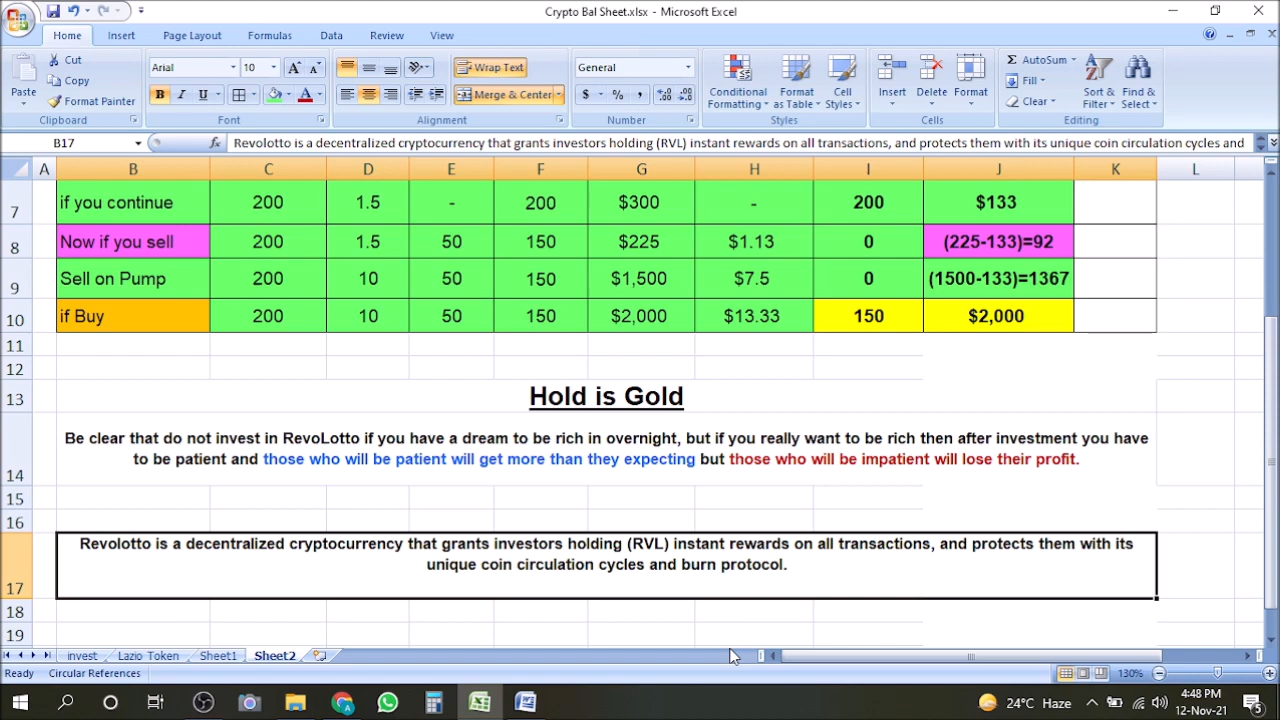 Crypto Bal Sheet.xlsx - Microsoft Excel
Home Insert Page Layout Formulas Data Review View
Paste Cut Copy Format Painter Clipboard
Arial 10 A A B I U A Font
Wrap Text Merge & Center Alignment
General $ % , Number
Conditional Formatting Format as Table Cell Styles Styles
Insert Delete Format Cells
Σ AutoSum Fill Clear Sort & Filter Find & Select Editing
B17 fx Revolotto is a decentralized cryptocurrency that grants investors holding (RVL) instant rewards on all transactions, and protects them with its unique coin circulation cycles and
A B C D E F G H I J K L
7 if you continue 200 1.5 - 200 $300 - 200 $133
8 Now if you sell 200 1.5 50 150 $225 $1.13 0 (225-133)=92
9 Sell on Pump 200 10 50 150 $1,500 $7.5 0 (1500-133)=1367
10 if Buy 200 10 50 150 $2,000 $13.33 150 $2,000
11
12
13 Hold is Gold
14 Be clear that do not invest in RevoLotto if you have a dream to be rich in overnight, but if you really want to be rich then after investment you have
to be patient and those who will be patient will get more than they expecting but those who will be impatient will lose their profit.
15
16
17 Revolotto is a decentralized cryptocurrency that grants investors holding (RVL) instant rewards on all transactions, and protects them with its
unique coin circulation cycles and burn protocol.
18
19
invest Lazio Token Sheet1 Sheet2
Ready Circular References 130%
24°C Haze 4:48 PM
12-Nov-21 5